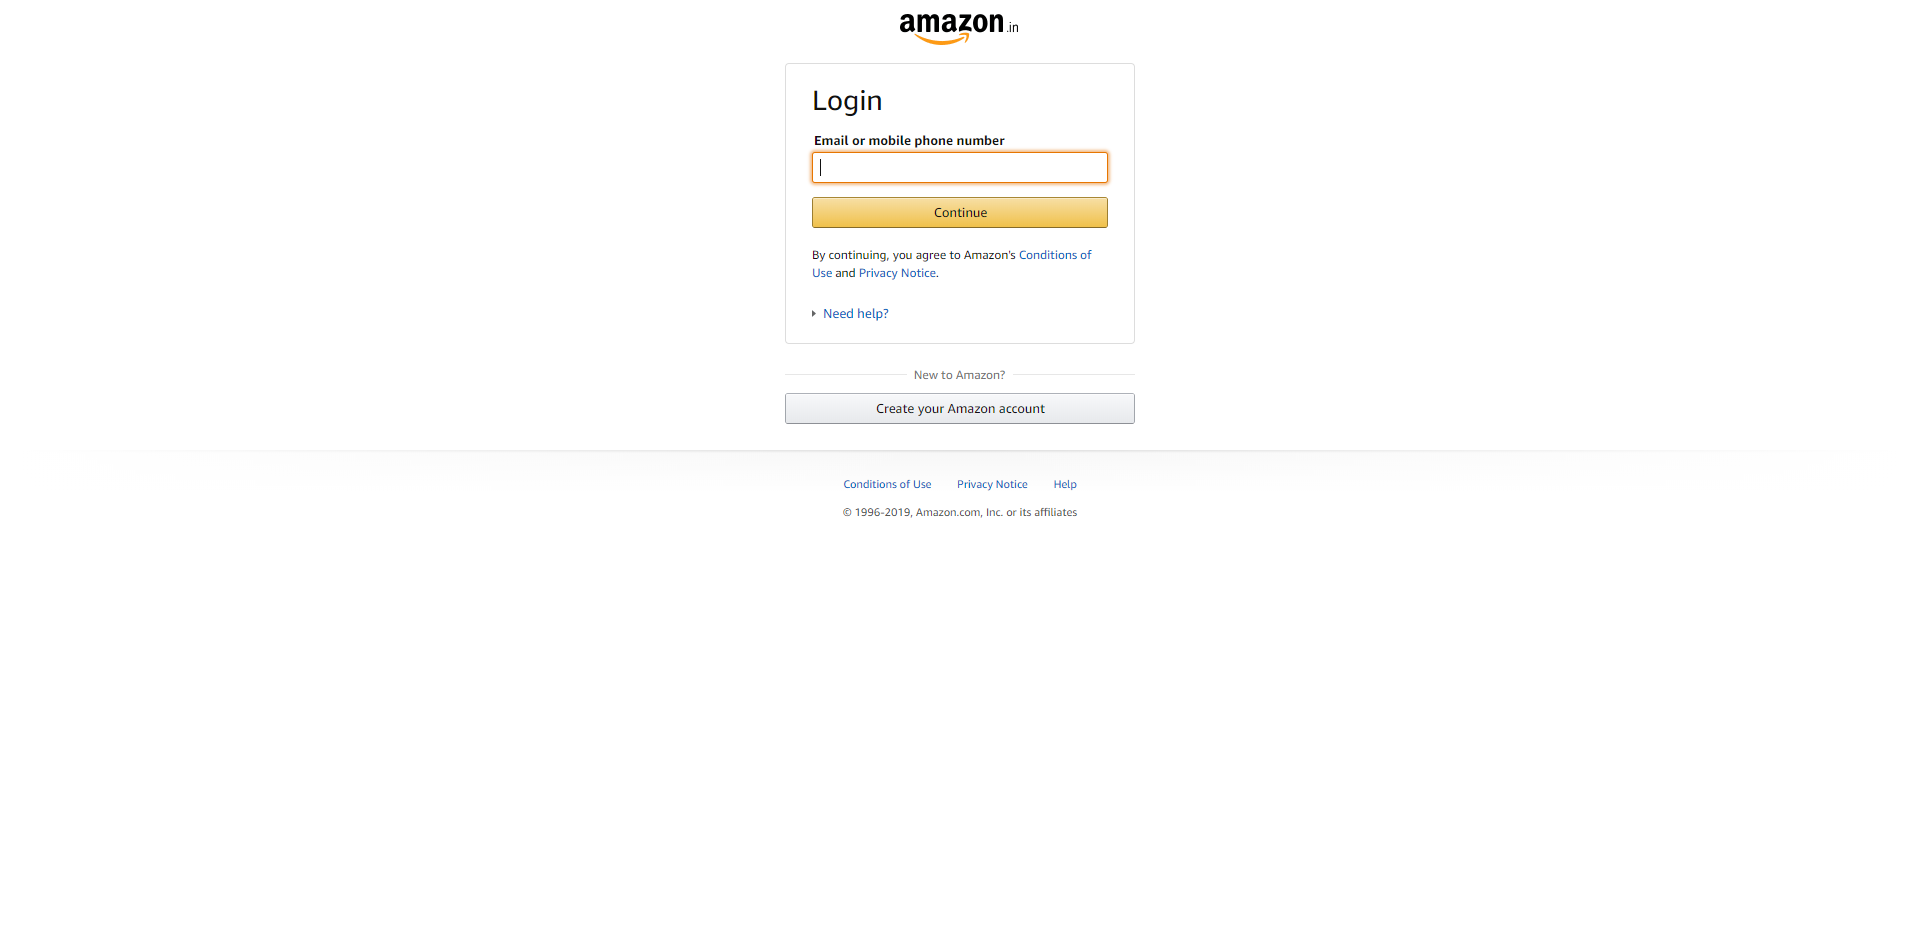 amazon.in
Login
Email or mobile phone number
Continue
By continuing, you agree to Amazon's Conditions of
Use and Privacy Notice.
Need help?
New to Amazon?
Create your Amazon account
Conditions of Use Privacy Notice Help
© 1996-2019, Amazon.com, Inc. or its affiliates